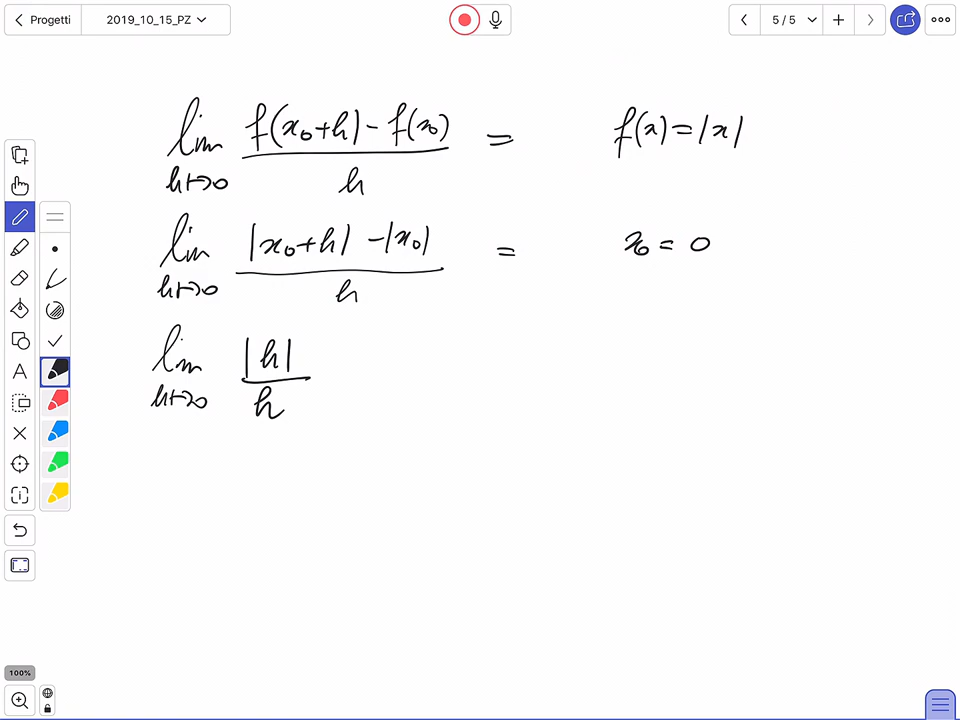 Progetti 2019_10_15_PZ 5 / 5
lim h→0 f(x₀+h) - f(x₀) / h = f(x) = |x|
lim h→0 |x₀+h| - |x₀| / h = x₀ = 0
lim h→0 |h| / h
A
100%